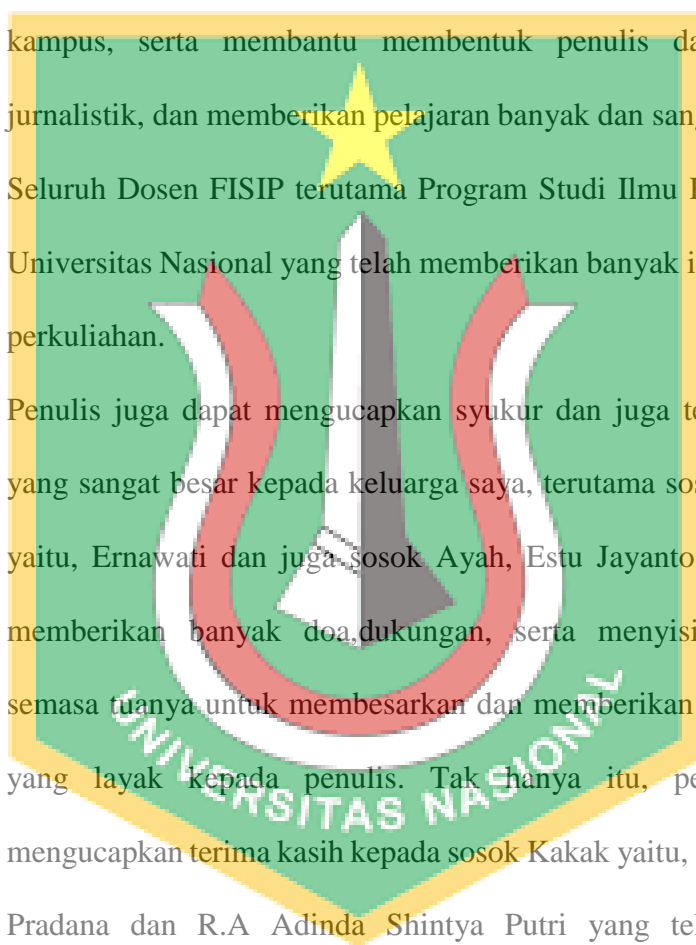 kampus, serta membantu membentuk penulis da
jurnalistik, dan memberikan pelajaran banyak dan sang
Seluruh Dosen FISIP terutama Program Studi Ilmu
Universitas Nasional yang telah memberikan banyak i
perkuliahan.
Penulis juga dapat mengucapkan syukur dan juga te
yang sangat besar kepada keluarga saya, terutama sos
yaitu, Ernawati dan juga sosok Ayah, Estu Jayanto
memberikan banyak doa,dukungan, serta menyisi
semasa tuanya untuk membesarkan dan memberikan
yang layak kepada penulis. Tak hanya itu, pe
mengucapkan terima kasih kepada sosok Kakak yaitu,
Pradana dan R.A Adinda Shintya Putri yang tel
UNIVERSITAS NASIONAL